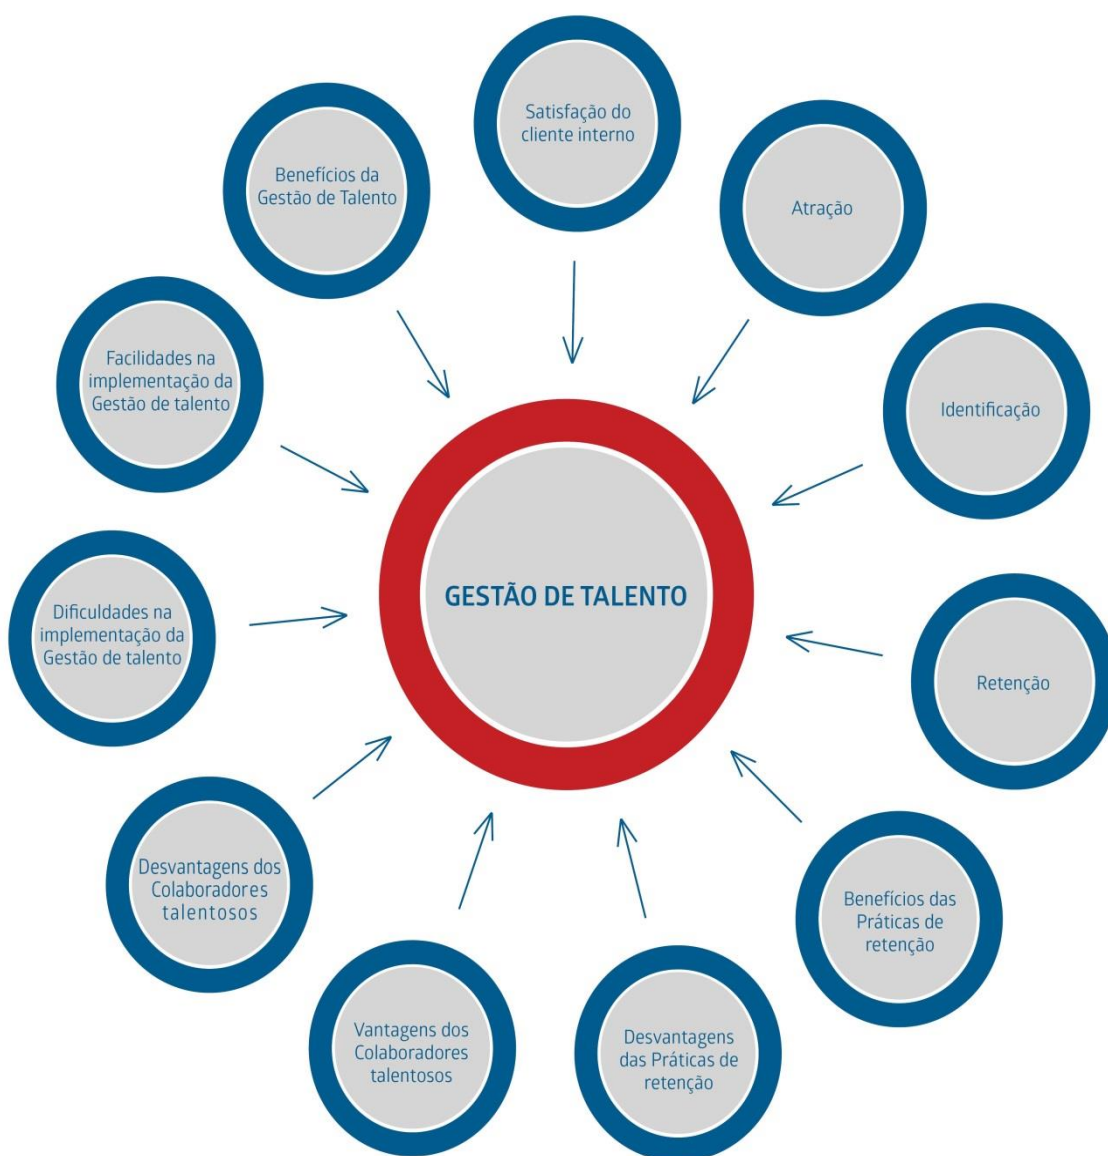 Satisfação do
cliente interno
Atração
Identificação
Retenção
Benefícios das
Práticas de
retenção
Desvantagens
das Práticas de
retenção
Vantagens dos
Colaboradores
talentosos
Desvantagens dos
Colaboradores
talentosos
Dificuldades na
implementação da
Gestão de talento
Facilidades na
implementação da
Gestão de talento
Benefícios da
Gestão de Talento
GESTÃO DE TALENTO